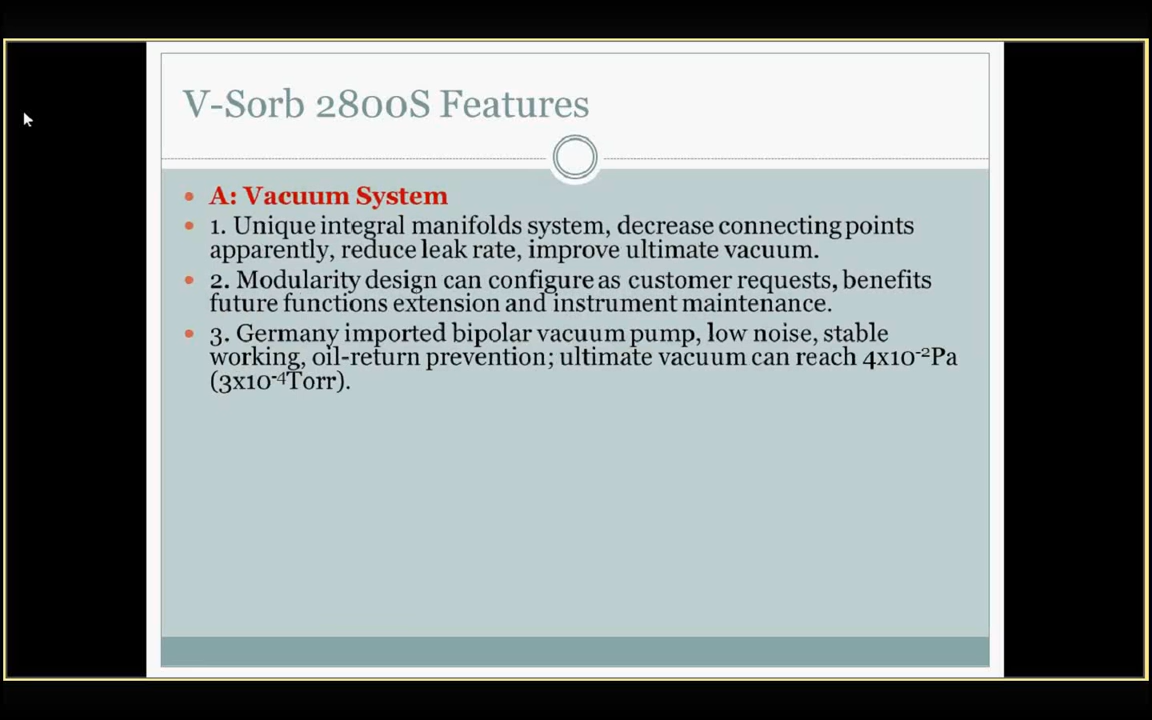 V-Sorb 2800S Features
• A: Vacuum System
• 1. Unique integral manifolds system, decrease connecting points
apparently, reduce leak rate, improve ultimate vacuum.
• 2. Modularity design can configure as customer requests, benefits
future functions extension and instrument maintenance.
• 3. Germany imported bipolar vacuum pump, low noise, stable
working, oil-return prevention; ultimate vacuum can reach 4x10⁻²Pa
(3x10⁻⁴Torr).